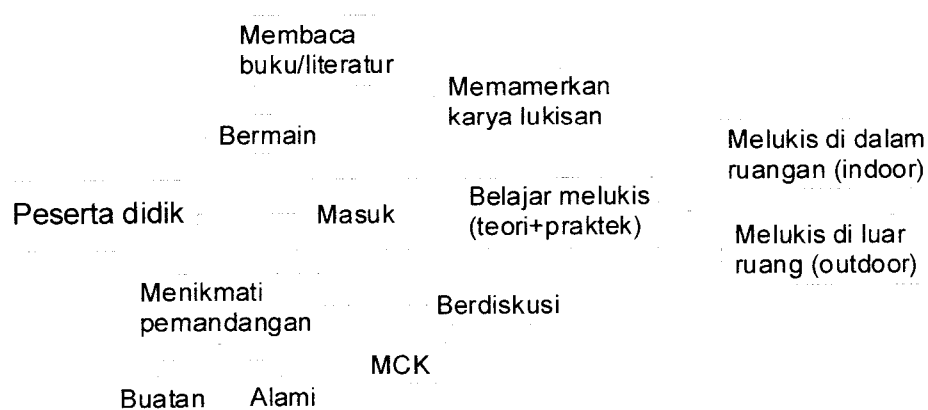 Membaca
buku/literatur
Memamerkan
karya lukisan
Bermain
Melukis di dalam
ruangan (indoor)
Peserta didik
Masuk
Belajar melukis
(teori+praktek)
Melukis di luar
ruang (outdoor)
Menikmati
pemandangan
Berdiskusi
MCK
Buatan
Alami